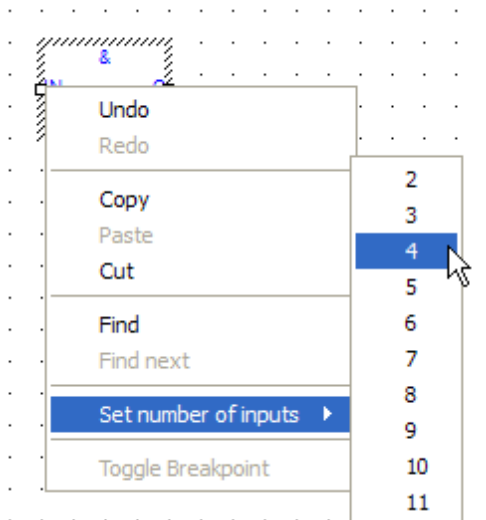 &
Undo
Redo
Copy
Paste
Cut
Find
Find next
Set number of inputs
Toggle Breakpoint
2
3
4
5
6
7
8
9
10
11